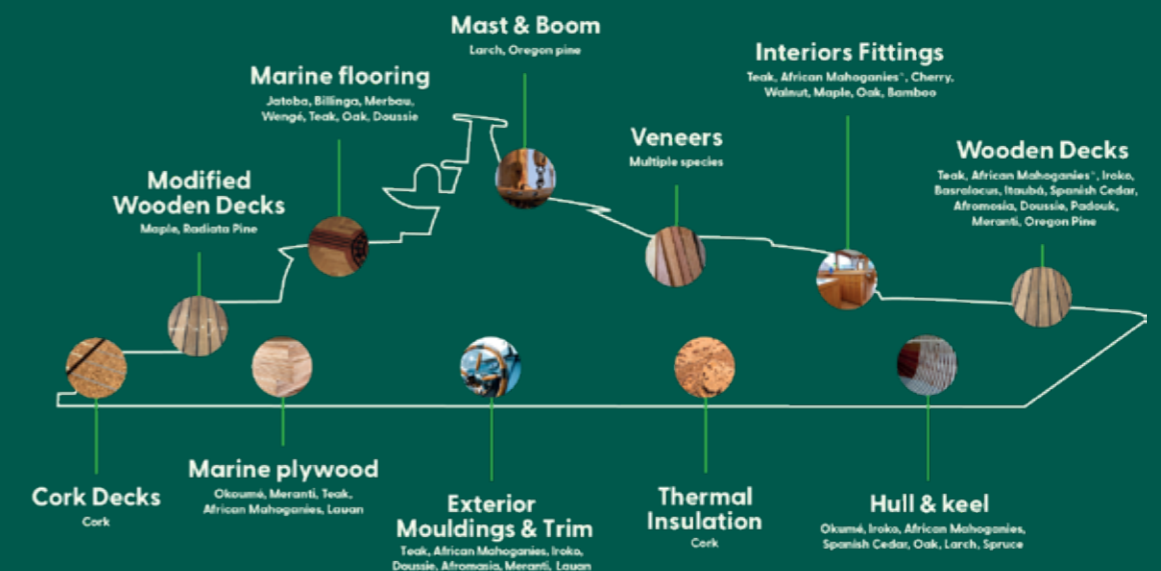 Mast & Boom
Larch, Oregon pine
Interiors Fittings
Teak, African Mahoganies*, Cherry,
Walnut, Maple, Oak, Bamboo
Marine flooring
Jatoba, Billinga, Merbau,
Wengé, Teak, Oak, Doussie
Veneers
Multiple species
Wooden Decks
Teak, African Mahoganies*, Iroko,
Basralocus, Itaubá, Spanish Cedar,
Afromosia, Doussie, Padouk,
Meranti, Oregon Pine
Modified
Wooden Decks
Maple, Radiata Pine
Cork Decks
Cork
Marine plywood
Okoumé, Meranti, Teak,
African Mahoganies, Lauan
Exterior
Mouldings & Trim
Teak, African Mahoganies, Iroko,
Doussie, Afromasia, Meranti, Lauan
Thermal
Insulation
Cork
Hull & keel
Okumé, Iroko, African Mahoganies,
Spanish Cedar, Oak, Larch, Spruce